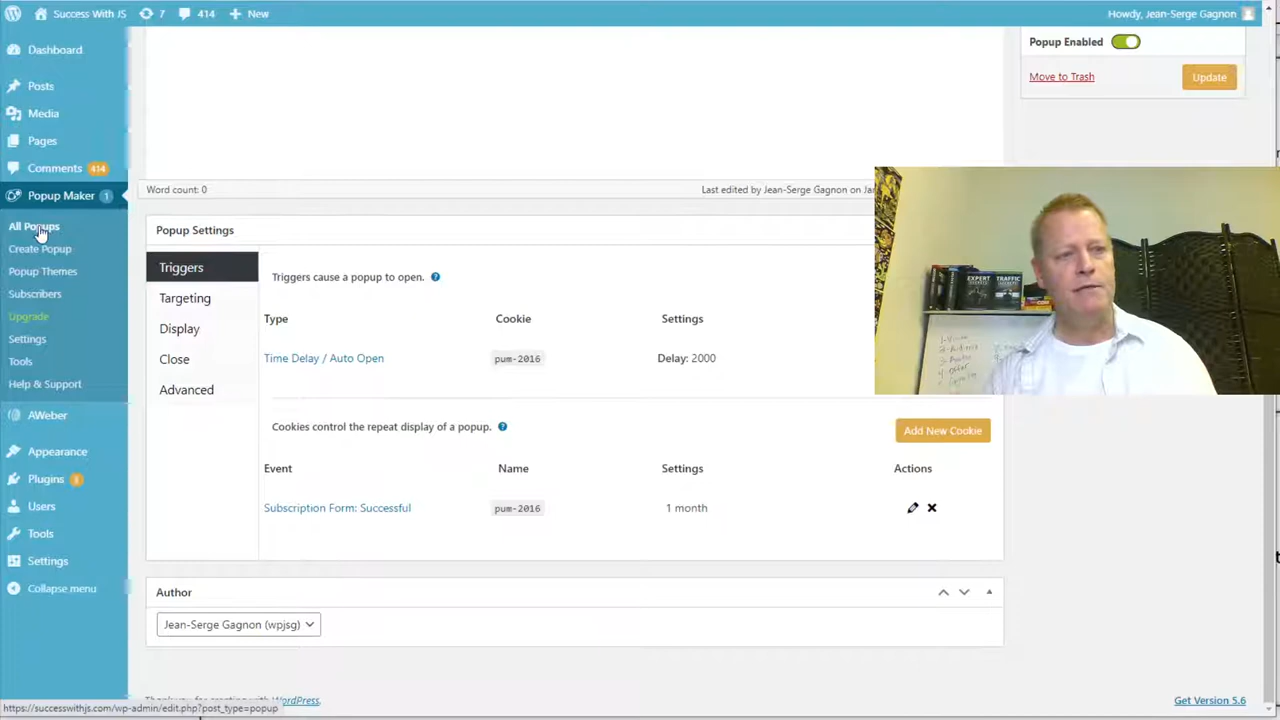 Success With JS 7 414 New Howdy, Jean-Serge Gagnon
Dashboard
Posts
Media
Pages
Comments 414
Popup Maker 1
All Popups
Create Popup
Popup Themes
Subscribers
Upgrade
Settings
Tools
Help & Support
AWeber
Appearance
Plugins
Users
Tools
Settings
Collapse menu
Popup Enabled
Move to Trash Update
Word count: 0 Last edited by Jean-Serge Gagnon on
Popup Settings
Triggers
Targeting
Display
Close
Advanced
Triggers cause a popup to open. ?
Type Cookie Settings
Time Delay / Auto Open pum-2016 Delay: 2000
Cookies control the repeat display of a popup. ? Add New Cookie
Event Name Settings Actions
Subscription Form: Successful pum-2016 1 month
Author
Jean-Serge Gagnon (wpjsg)
EXPERT
SECRETS
TRAFFIC
SECRETS
WordPress.
Get Version 5.6
https://successwithjs.com/wp-admin/edit.php?post_type=popup